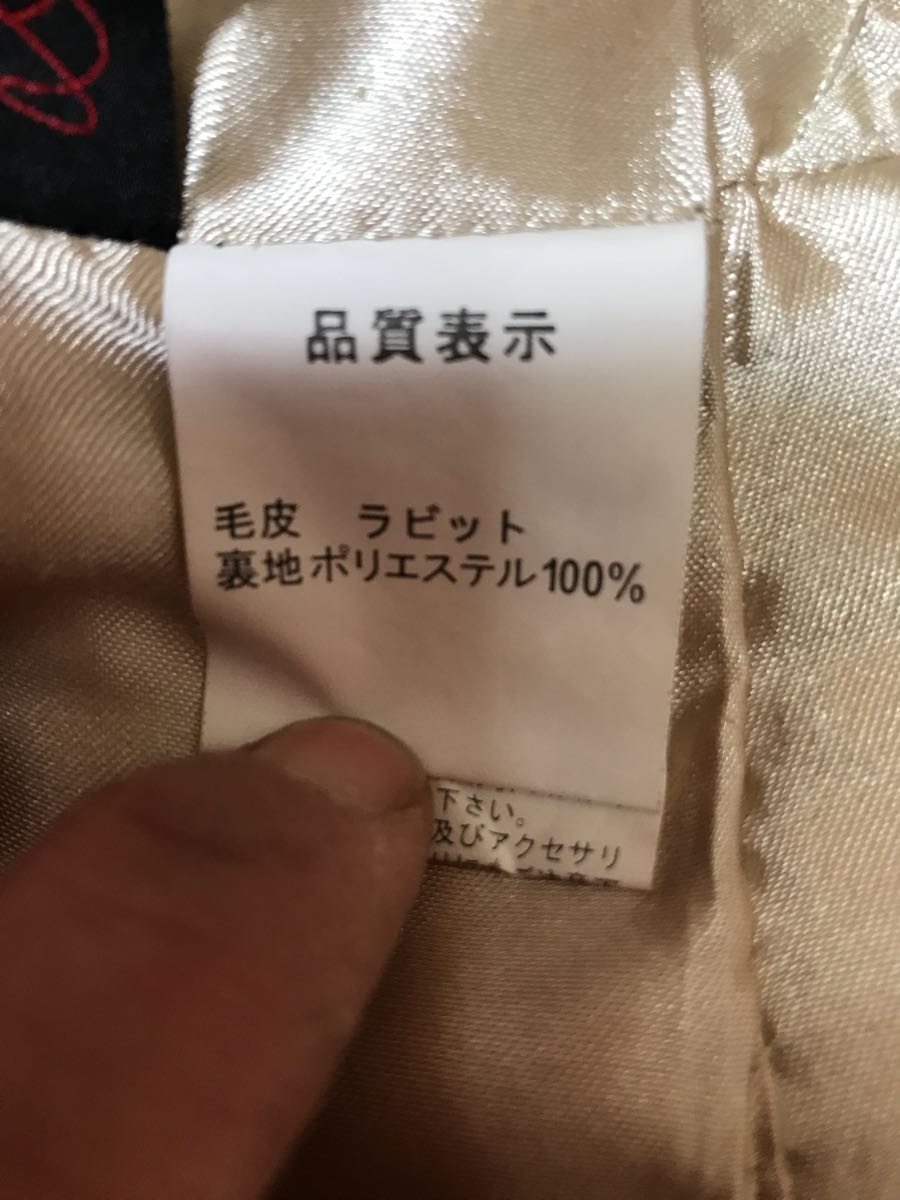 品質表示
毛皮 ラビット
裏地ポリエステル100%
下さい。
及びアクセサリ